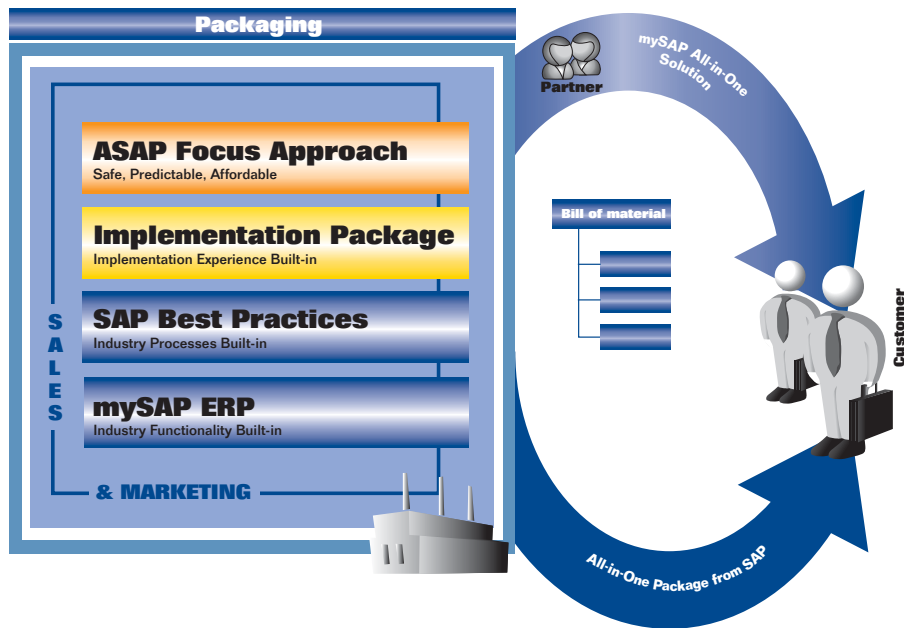 Packaging
ASAP Focus Approach
Safe, Predictable, Affordable
Implementation Package
Implementation Experience Built-in
SAP Best Practices
Industry Processes Built-in
mySAP ERP
Industry Functionality Built-in
SALES
& MARKETING
Partner
mySAP All-in-One
Solution
Bill of material
Customer
All-in-One Package from SAP